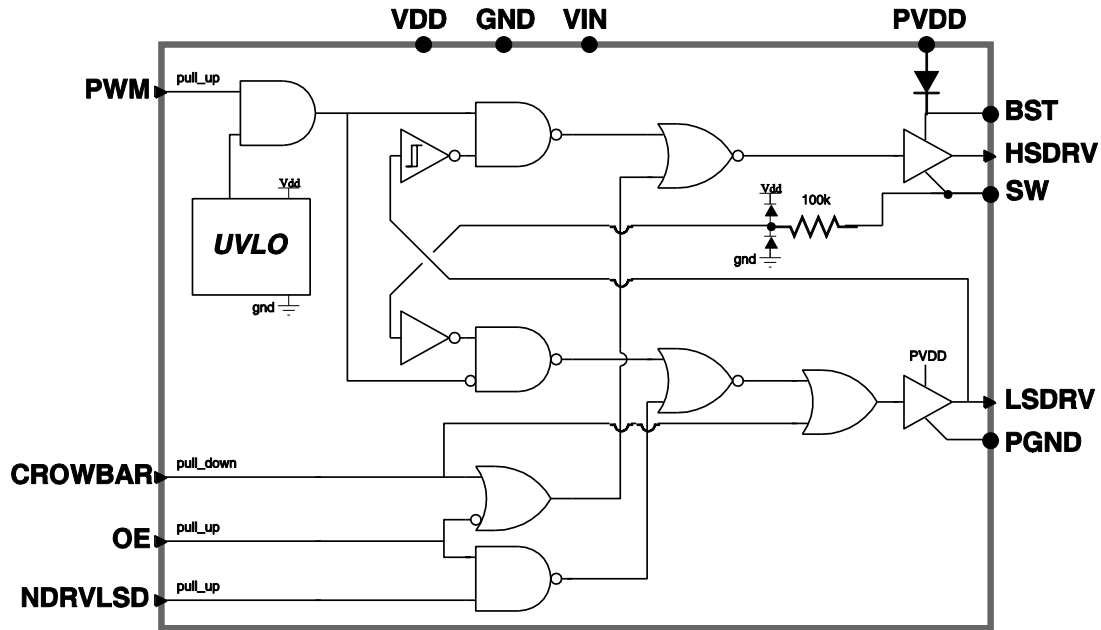 VDD GND VIN PVDD
PWM pull_up
BST
HSDRV
Vdd
Vdd 100k
SW
UVLO
gnd
gnd
PVDD
LSDRV
PGND
CROWBAR pull_down
OE pull_up
NDRVLSD pull_up